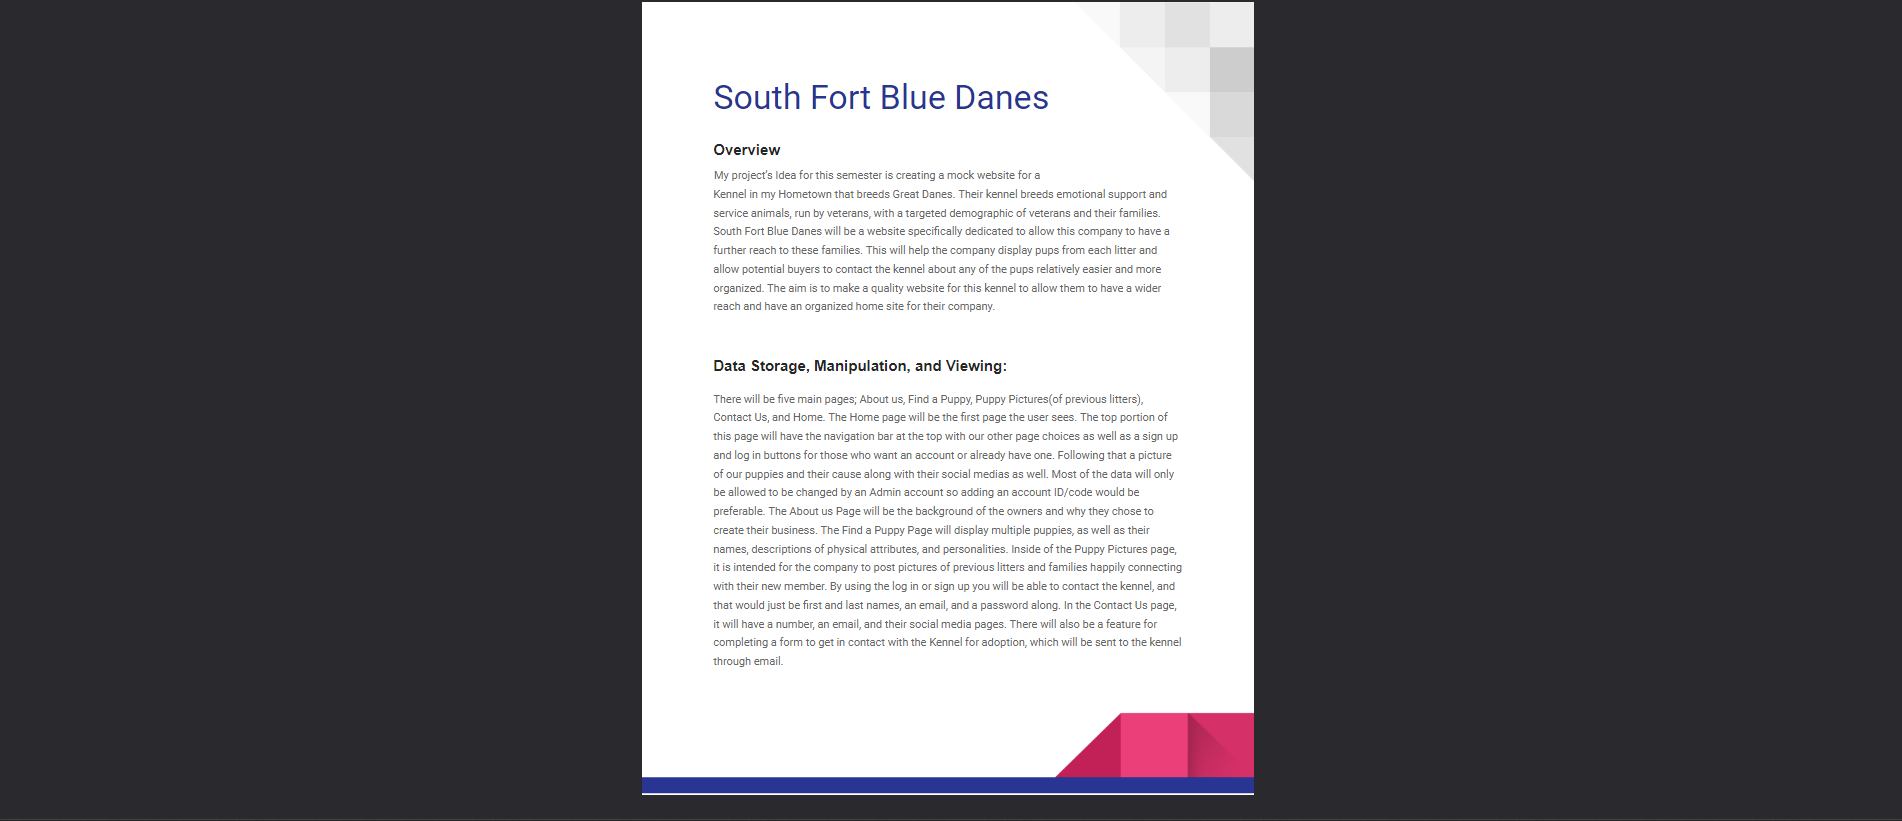 South Fort Blue Danes
Overview
My project's Idea for this semester is creating a mock website for a
Kennel in my Hometown that breeds Great Danes. Their kennel breeds emotional support and
service animals, run by veterans, with a targeted demographic of veterans and their families.
South Fort Blue Danes will be a website specifically dedicated to allow this company to have a
further reach to these families. This will help the company display pups from each litter and
allow potential buyers to contact the kennel about any of the pups relatively easier and more
organized. The aim is to make a quality website for this kennel to allow them to have a wider
reach and have an organized home site for their company.
Data Storage, Manipulation, and Viewing:
There will be five main pages; About us, Find a Puppy, Puppy Pictures(of previous litters),
Contact Us, and Home. The Home page will be the first page the user sees. The top portion of
this page will have the navigation bar at the top with our other page choices as well as a sign up
and log in buttons for those who want an account or already have one. Following that a picture
of our puppies and their cause along with their social medias as well. Most of the data will only
be allowed to be changed by an Admin account so adding an account ID/code would be
preferable. The About us Page will be the background of the owners and why they chose to
create their business. The Find a Puppy Page will display multiple puppies, as well as their
names, descriptions of physical attributes, and personalities. Inside of the Puppy Pictures page,
it is intended for the company to post pictures of previous litters and families happily connecting
with their new member. By using the log in or sign up you will be able to contact the kennel, and
that would just be first and last names, an email, and a password along. In the Contact Us page,
it will have a number, an email, and their social media pages. There will also be a feature for
completing a form to get in contact with the Kennel for adoption, which will be sent to the kennel
through email.